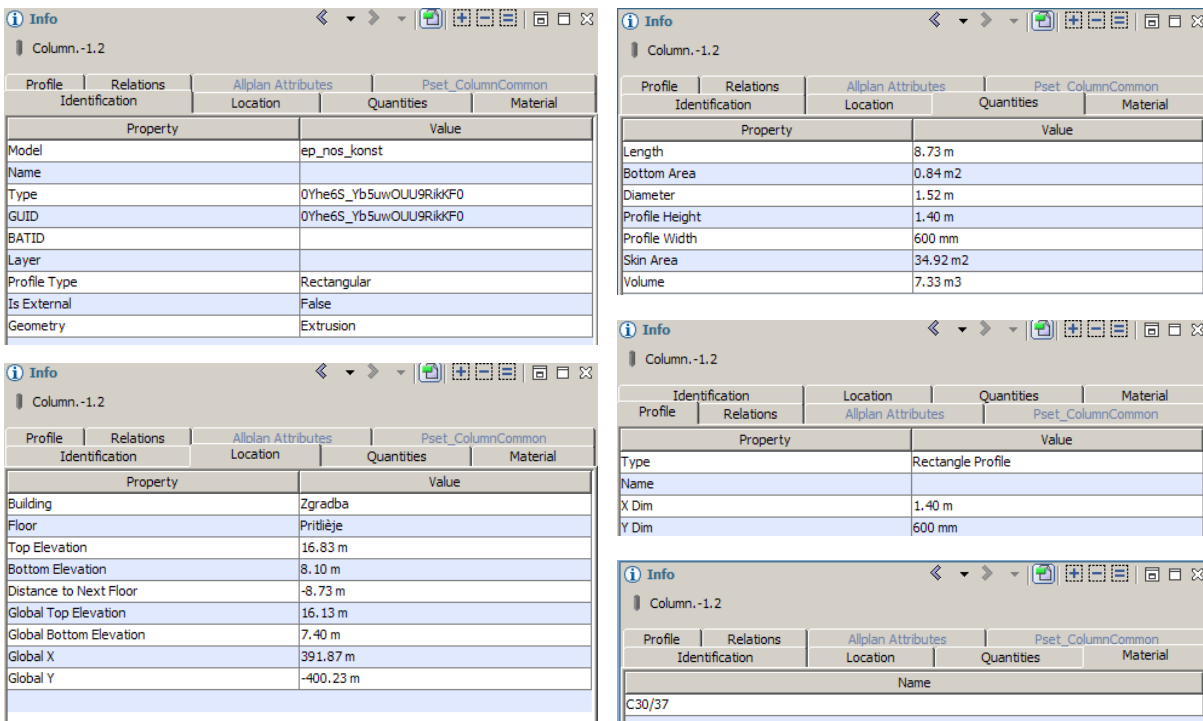 Info
Column.-1.2
Profile Relations Allplan Attributes Pset_ColumnCommon
Identification Location Quantities Material
Property Value
Model ep_nos_konst
Name
Type 0Yhe6S_Yb5uwOUU9RikKF0
GUID 0Yhe6S_Yb5uwOUU9RikKF0
BATID
Layer
Profile Type Rectangular
Is External False
Geometry Extrusion
Info
Column.-1.2
Profile Relations Allplan Attributes Pset_ColumnCommon
Identification Location Quantities Material
Property Value
Building Zgradba
Floor Pritlièje
Top Elevation 16.83 m
Bottom Elevation 8.10 m
Distance to Next Floor -8.73 m
Global Top Elevation 16.13 m
Global Bottom Elevation 7.40 m
Global X 391.87 m
Global Y -400.23 m
Info
Column.-1.2
Profile Relations Allplan Attributes Pset_ColumnCommon
Identification Location Quantities Material
Property Value
Length 8.73 m
Bottom Area 0.84 m2
Diameter 1.52 m
Profile Height 1.40 m
Profile Width 600 mm
Skin Area 34.92 m2
Volume 7.33 m3
Info
Column.-1.2
Identification Location Quantities Material
Profile Relations Allplan Attributes Pset_ColumnCommon
Property Value
Type Rectangle Profile
Name
X Dim 1.40 m
Y Dim 600 mm
Info
Column.-1.2
Profile Relations Allplan Attributes Pset_ColumnCommon
Identification Location Quantities Material
Name
C30/37